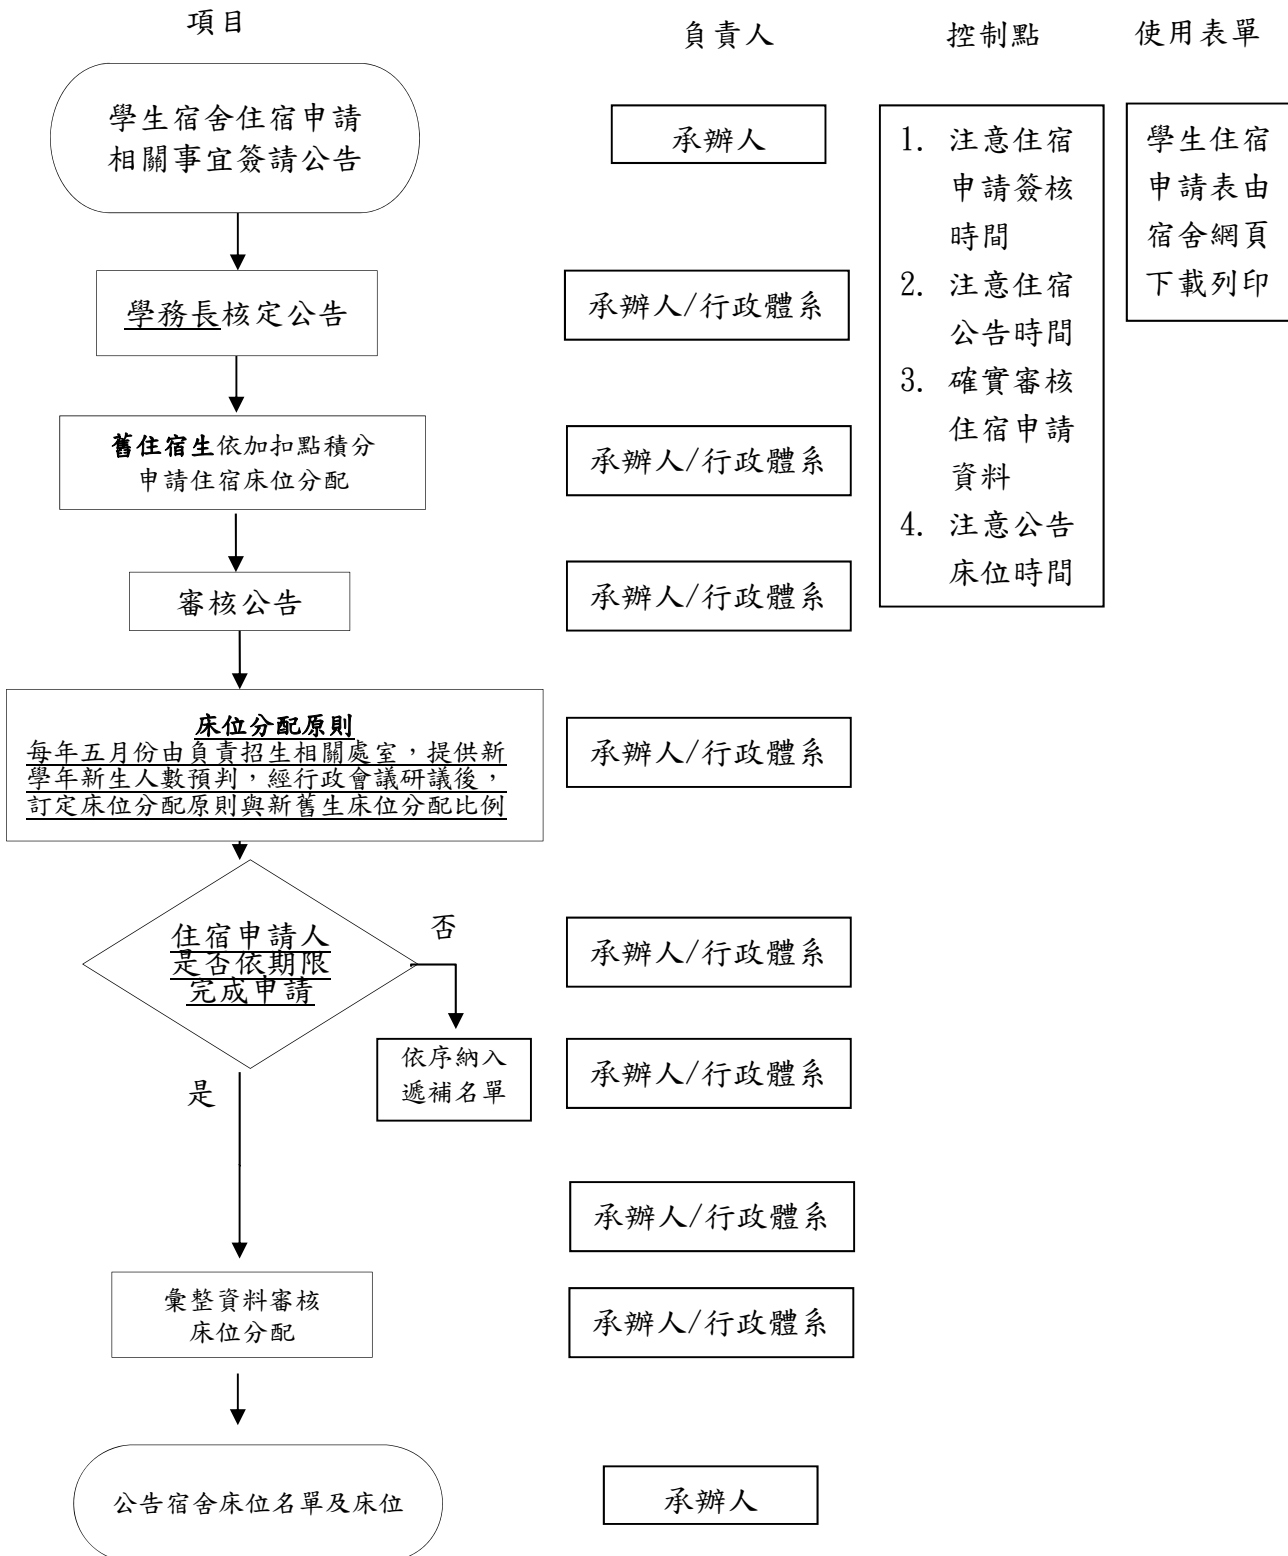 項目
負責人
控制點
使用表單
學生宿舍住宿申請
相關事宜簽請公告
承辦人
1. 注意住宿
申請簽核
時間
2. 注意住宿
公告時間
3. 確實審核
住宿申請
資料
4. 注意公告
床位時間
學生住宿
申請表由
宿舍網頁
下載列印
學務長核定公告
承辦人/行政體系
舊住宿生依加扣點積分
申請住宿床位分配
承辦人/行政體系
審核公告
承辦人/行政體系
床位分配原則
每年五月份由負責招生相關處室，提供新
學年新生人數預判，經行政會議研議後，
訂定床位分配原則與新舊生床位分配比例
承辦人/行政體系
住宿申請人
是否依期限
完成申請
否
承辦人/行政體系
依序納入
遞補名單
承辦人/行政體系
是
承辦人/行政體系
彙整資料審核
床位分配
承辦人/行政體系
公告宿舍床位名單及床位
承辦人